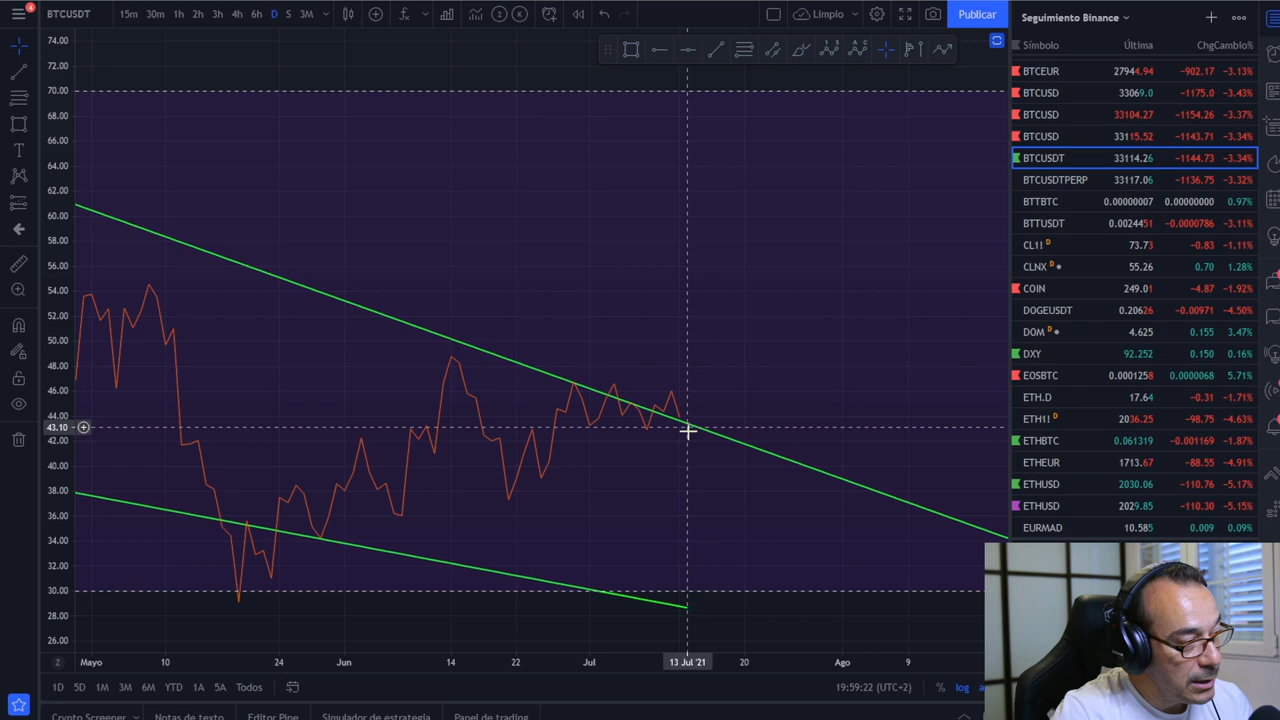 4
BTCUSDT
15m 30m 1h 2h 3h 4h 6h D S 3M
2 K
Limpio
Publicar
Seguimiento Binance
Símbolo Última Chg Cambio%
BTCEUR 27944.94 −902.17 −3.13%
BTCUSD 33069.0 −1175.0 −3.43%
BTCUSD 33104.27 −1154.26 −3.37%
BTCUSD 33115.52 −1143.71 −3.34%
BTCUSDT 33114.26 −1144.73 −3.34%
BTCUSDTPERP 33117.06 −1136.75 −3.32%
BTTBTC 0.00000007 0.00000000 0.97%
BTTUSDT 0.0024451 −0.0000786 −3.11%
CL1! D 73.73 −0.83 −1.11%
CLNX D 55.26 0.70 1.28%
COIN 249.01 −4.87 −1.92%
DOGEUSDT 0.20626 −0.00971 −4.50%
DOM D 4.625 0.155 3.47%
DXY 92.252 0.150 0.16%
EOSBTC 0.0001258 0.0000068 5.71%
ETH.D 17.64 −0.31 −1.71%
ETH1! D 2036.25 −98.75 −4.63%
ETHBTC 0.061319 −0.001169 −1.87%
ETHEUR 1713.67 −88.55 −4.91%
ETHUSD 2030.06 −110.76 −5.17%
ETHUSD 2029.85 −110.30 −5.15%
EURMAD 10.585 0.009 0.09%
74.00
72.00
70.00
68.00
66.00
64.00
62.00
60.00
58.00
56.00
54.00
52.00
50.00
48.00
46.00
44.00
43.10
42.00
40.00
38.00
36.00
34.00
32.00
30.00
28.00
26.00
Z Mayo 10 24 Jun 14 22 Jul 13 Jul '21 20 Ago 9
1D 5D 1M 3M 6M YTD 1A 5A Todos
19:59:22 (UTC+2) % log
Crypto Screener Notas de texto Editor Pine Simulador de estrategia Panel de trading